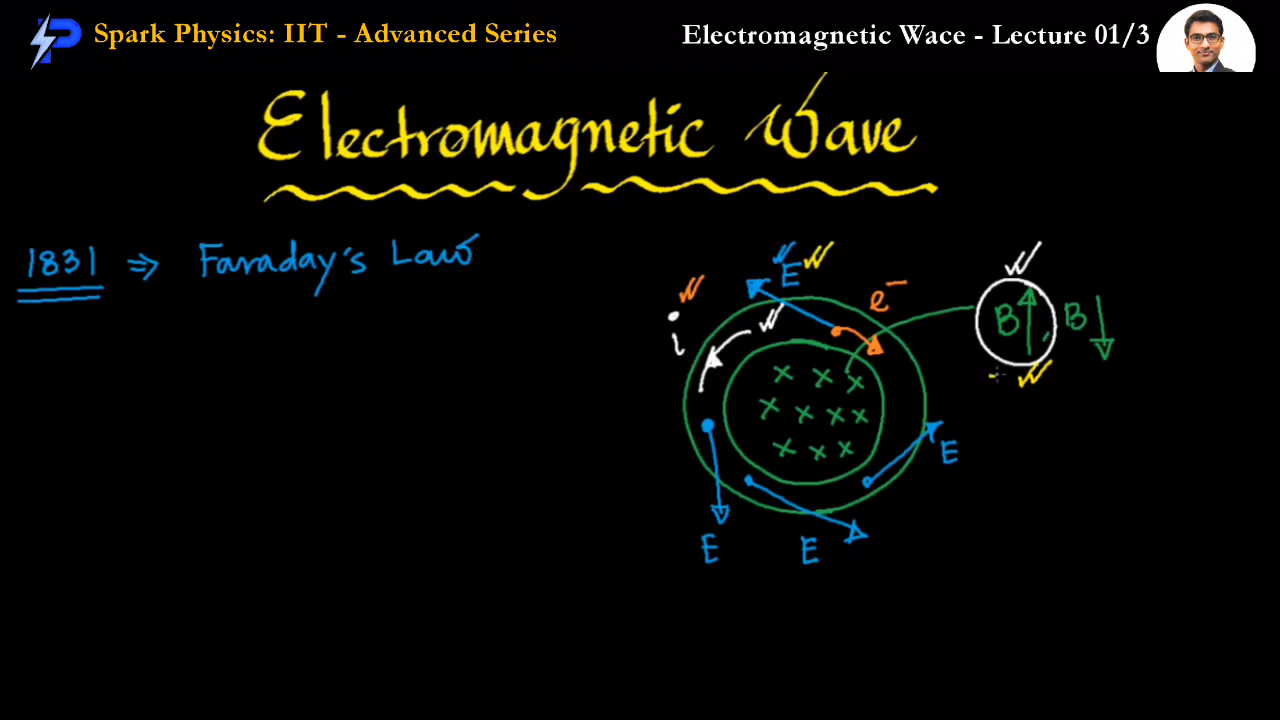 Spark Physics: IIT - Advanced Series
Electromagnetic Wace - Lecture 01/3
Electromagnetic Wave
1831 ⇒ Faraday's Law
E
e⁻
i
B↑, B↓
E
E
E